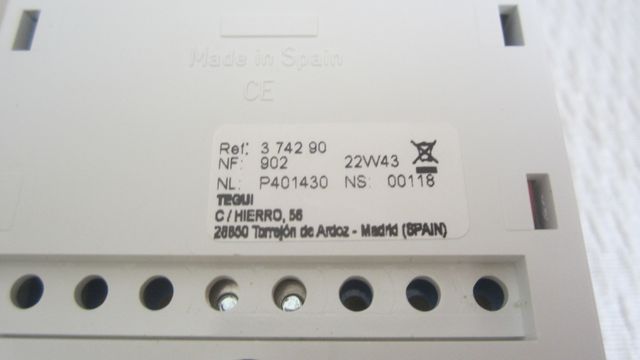 Made in Spain
CE
Ref: 3 742 90
NF: 902 22W43
NL: P401430 NS: 00118
TEGUI
C / HIERRO, 56
28850 Torrejón de Ardoz - Madrid (SPAIN)